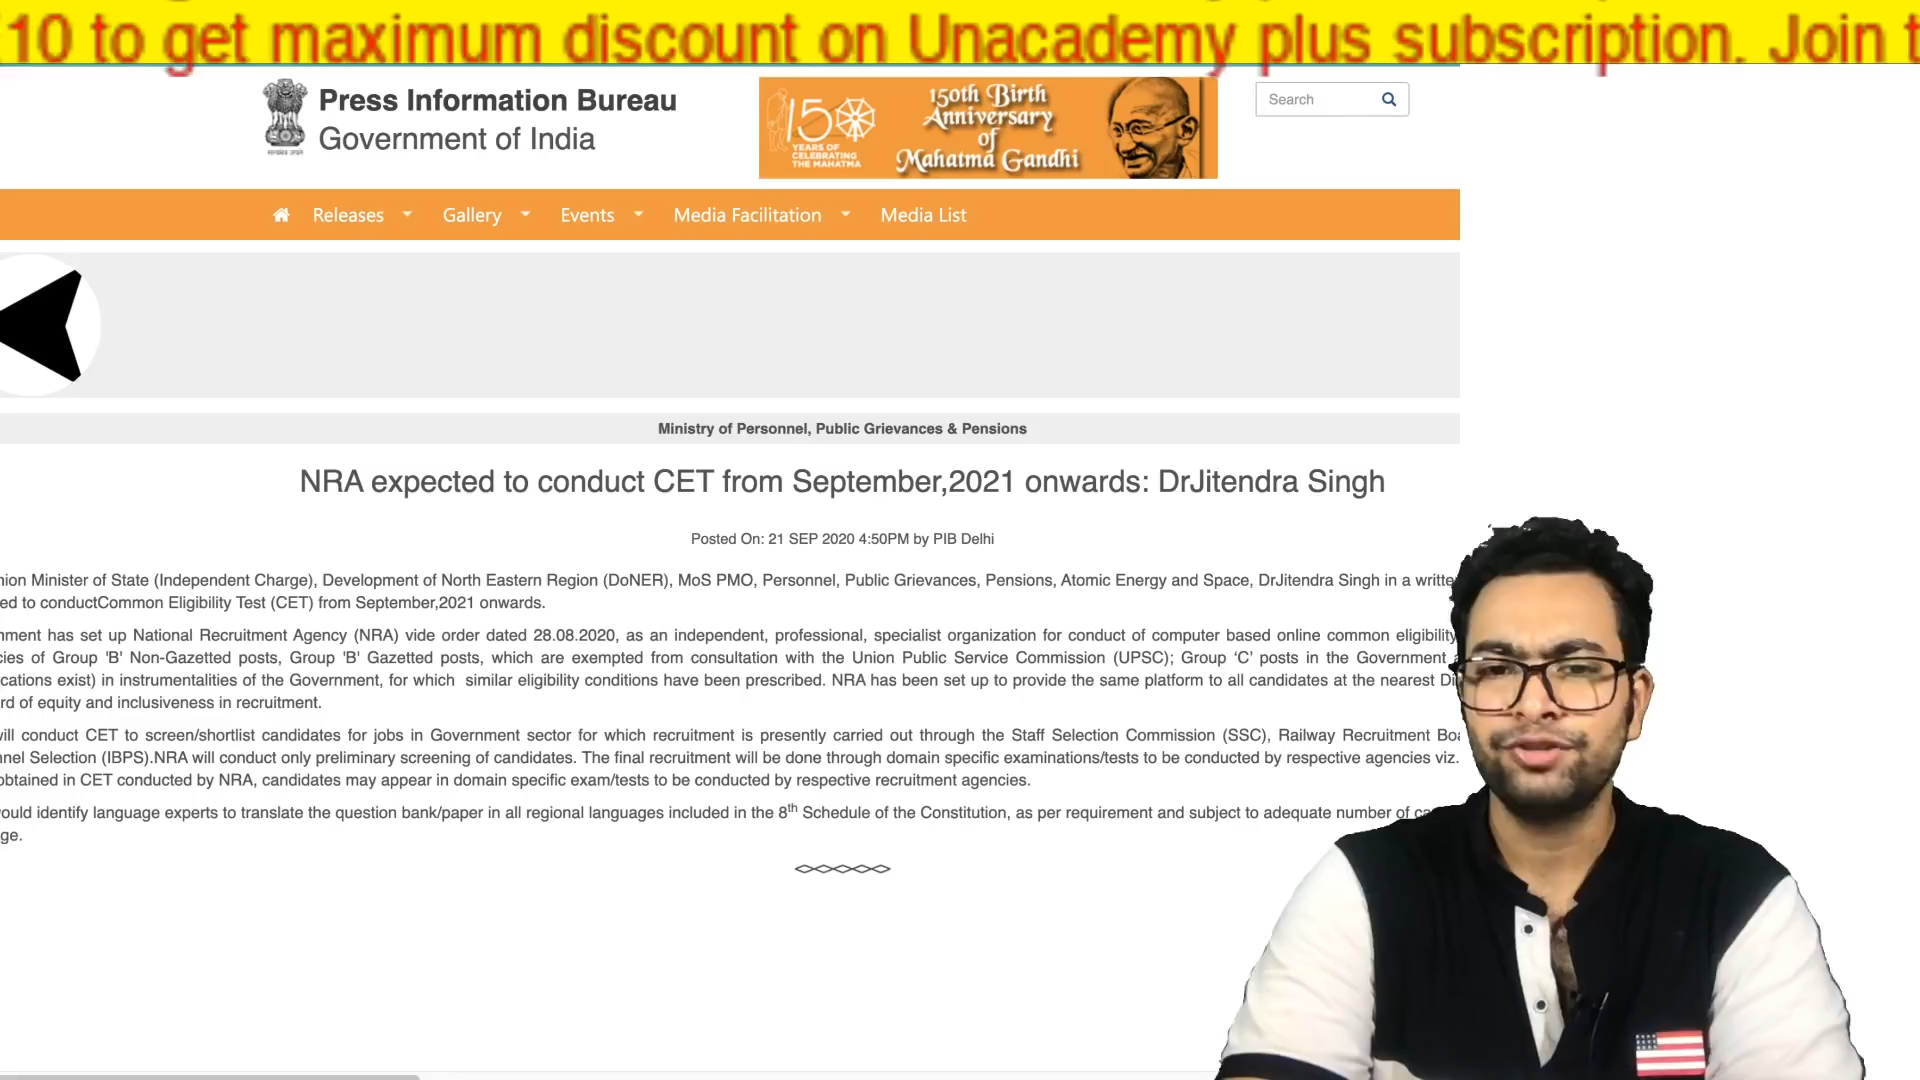 10 to get maximum discount on Unacademy plus subscription. Join
Press Information Bureau
Government of India
150
YEARS OF
CELEBRATING
THE MAHATMA
150th Birth
Anniversary
of
Mahatma Gandhi
Search
Releases Gallery Events Media Facilitation Media List
Ministry of Personnel, Public Grievances & Pensions
NRA expected to conduct CET from September,2021 onwards: DrJitendra Singh
Posted On: 21 SEP 2020 4:50PM by PIB Delhi
nion Minister of State (Independent Charge), Development of North Eastern Region (DoNER), MoS PMO, Personnel, Public Grievances, Pensions, Atomic Energy and Space, DrJitendra Singh in a writte
ed to conductCommon Eligibility Test (CET) from September,2021 onwards.
nment has set up National Recruitment Agency (NRA) vide order dated 28.08.2020, as an independent, professional, specialist organization for conduct of computer based online common eligibility
cies of Group 'B' Non-Gazetted posts, Group 'B' Gazetted posts, which are exempted from consultation with the Union Public Service Commission (UPSC); Group ‘C’ posts in the Government
cations exist) in instrumentalities of the Government, for which similar eligibility conditions have been prescribed. NRA has been set up to provide the same platform to all candidates at the nearest Di
rd of equity and inclusiveness in recruitment.
will conduct CET to screen/shortlist candidates for jobs in Government sector for which recruitment is presently carried out through the Staff Selection Commission (SSC), Railway Recruitment Boa
nnel Selection (IBPS).NRA will conduct only preliminary screening of candidates. The final recruitment will be done through domain specific examinations/tests to be conducted by respective agencies viz.
obtained in CET conducted by NRA, candidates may appear in domain specific exam/tests to be conducted by respective recruitment agencies.
ould identify language experts to translate the question bank/paper in all regional languages included in the 8th Schedule of the Constitution, as per requirement and subject to adequate number of ca
ge.